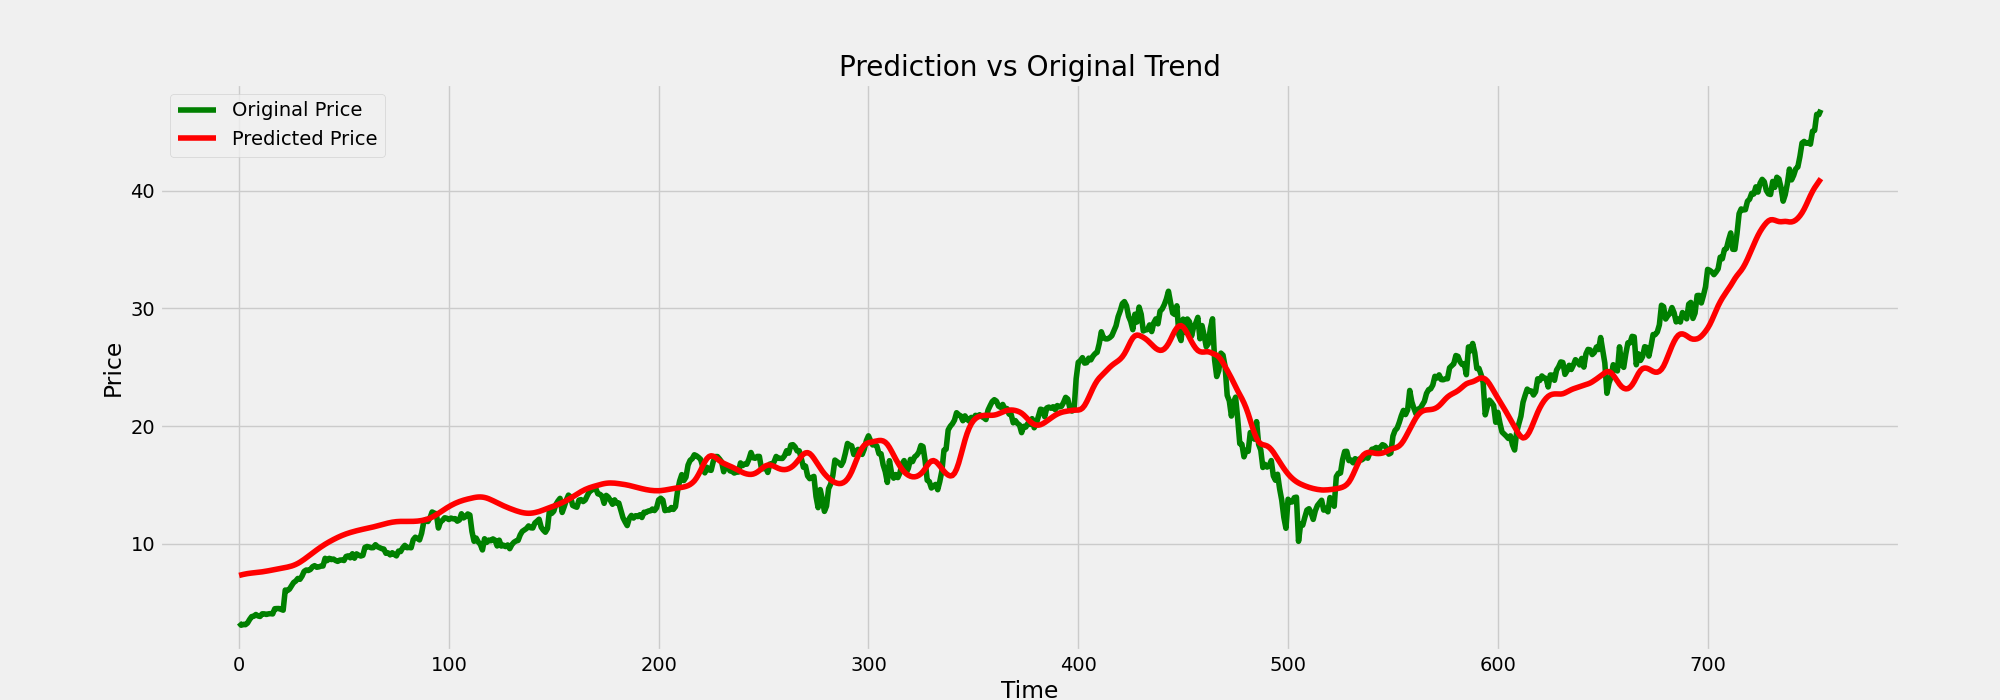 Prediction vs Original Trend
Original Price
Predicted Price
40
30
20
10
Price
0 100 200 300 400 500 600 700
Time